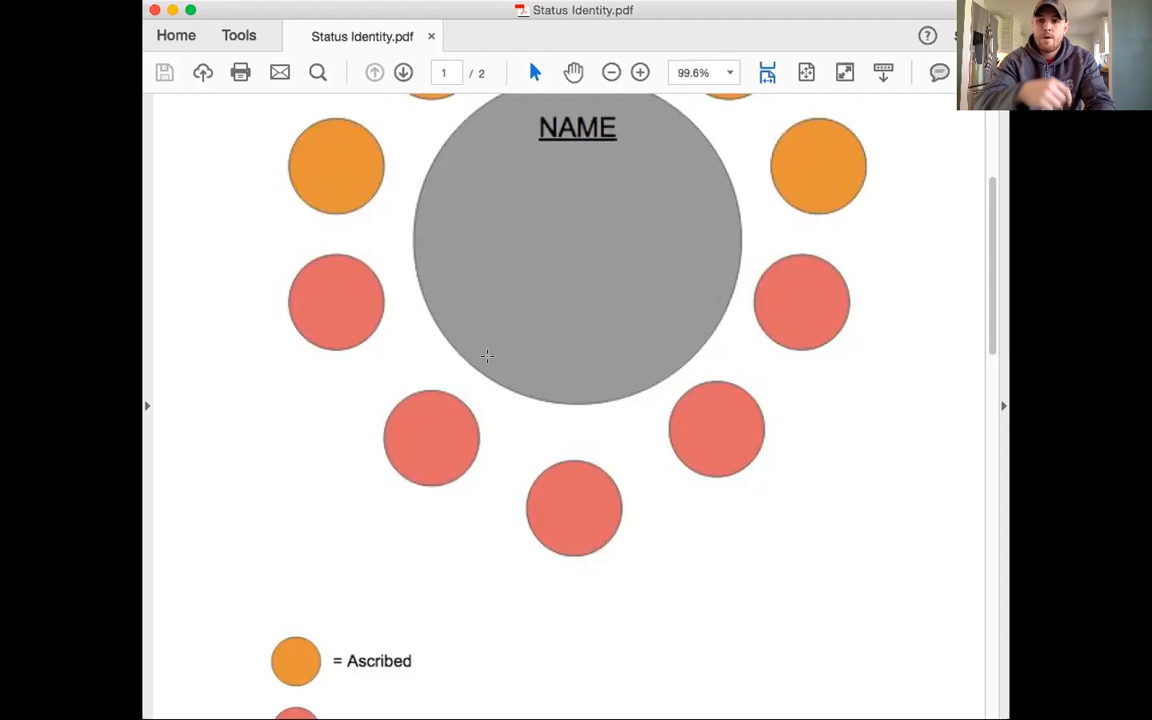 Status Identity.pdf
Home
Tools
Status Identity.pdf
×
1
/ 2
99.6%
NAME
= Ascribed